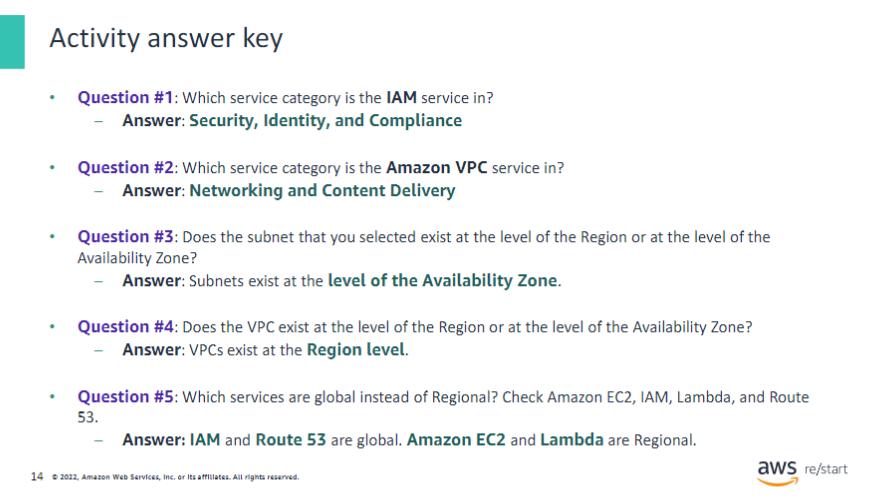 Activity answer key
• Question #1: Which service category is the IAM service in?
– Answer: Security, Identity, and Compliance
• Question #2: Which service category is the Amazon VPC service in?
– Answer: Networking and Content Delivery
• Question #3: Does the subnet that you selected exist at the level of the Region or at the level of the
Availability Zone?
– Answer: Subnets exist at the level of the Availability Zone.
• Question #4: Does the VPC exist at the level of the Region or at the level of the Availability Zone?
– Answer: VPCs exist at the Region level.
• Question #5: Which services are global instead of Regional? Check Amazon EC2, IAM, Lambda, and Route
53.
– Answer: IAM and Route 53 are global. Amazon EC2 and Lambda are Regional.
14 © 2022, Amazon Web Services, Inc. or its affiliates. All rights reserved.
aws re/start